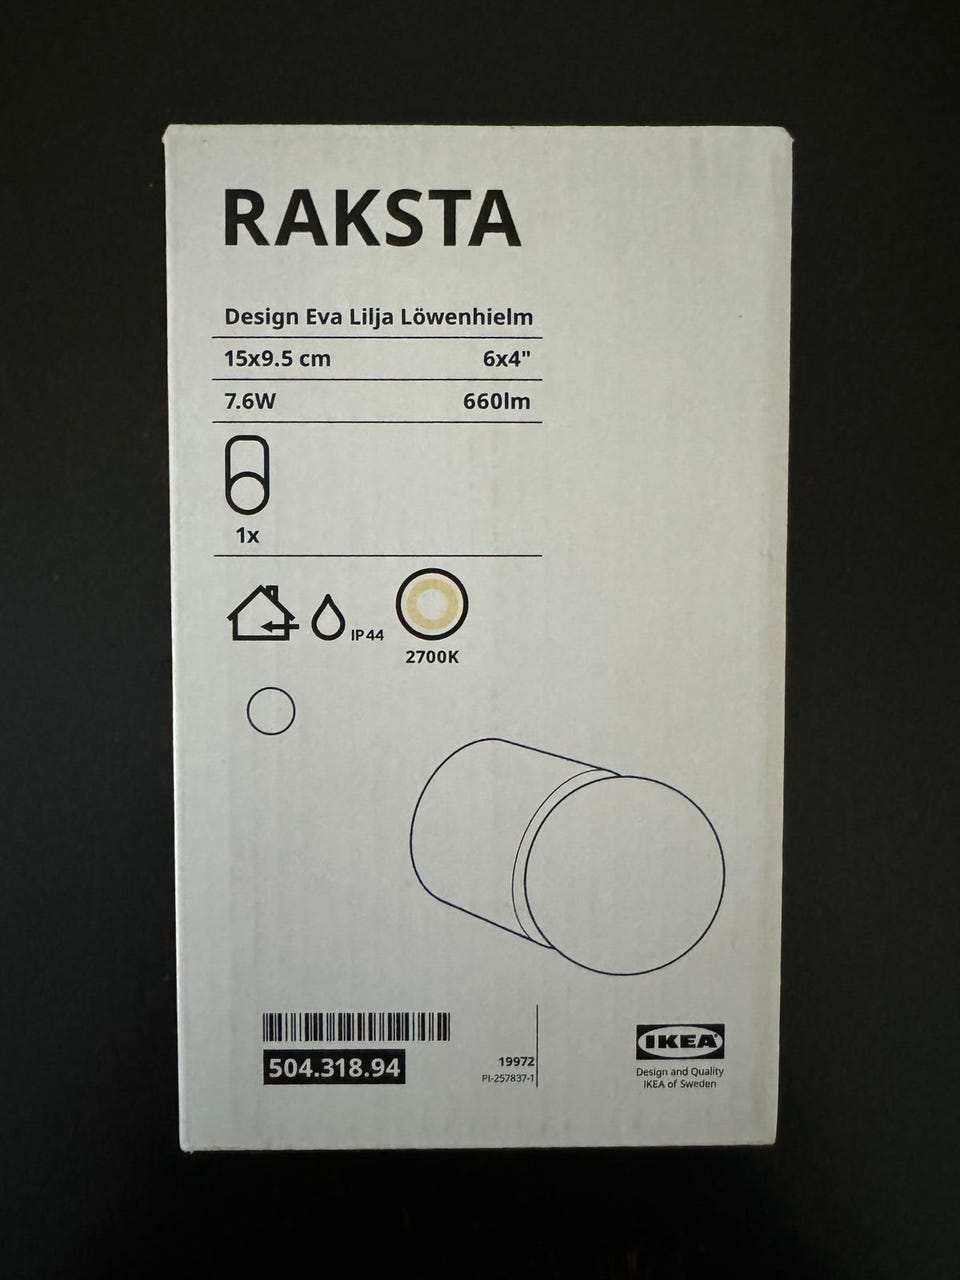 RAKSTA
Design Eva Lilja Löwenhielm
15x9.5 cm 6x4"
7.6W 660lm
1x
IP44
2700K
504.318.94
19972
PI-257837-1
IKEA®
Design and Quality
IKEA of Sweden